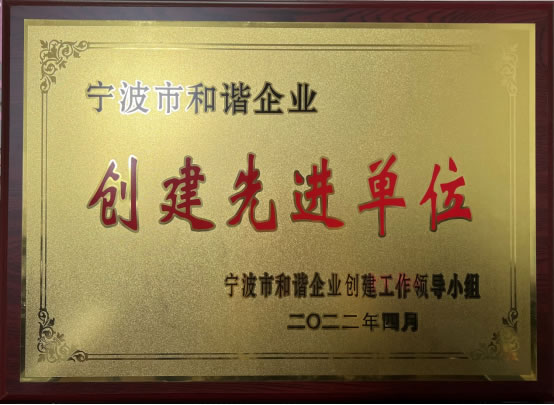 宁波市和谐企业
创建先进单位
宁波市和谐企业创建工作领导小组
二〇二二年四月